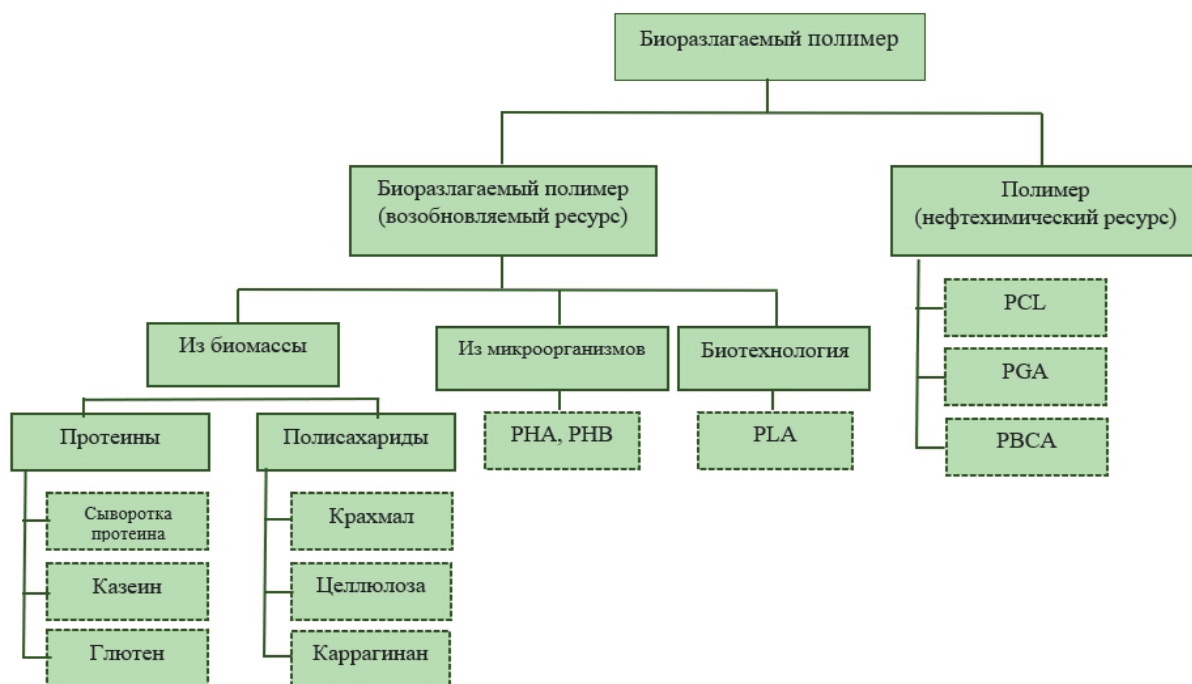 Биоразлагаемый полимер
Биоразлагаемый полимер
(возобновляемый ресурс)
Полимер
(нефтехимический ресурс)
Из биомассы
Из микроорганизмов
Биотехнология
PCL
PGA
PBCA
Протеины
Полисахариды
PHA, PHB
PLA
Сыворотка
протеина
Казеин
Глютен
Крахмал
Целлюлоза
Каррагинан